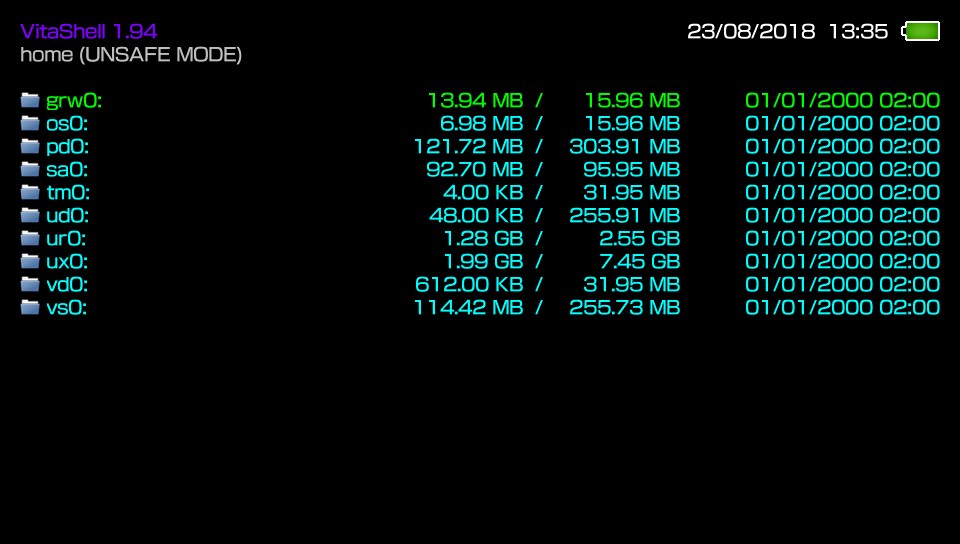 VitaShell 1.94 23/08/2018 13:35
home (UNSAFE MODE)
grw0: 13.94 MB / 15.96 MB 01/01/2000 02:00
os0: 6.98 MB / 15.96 MB 01/01/2000 02:00
pd0: 121.72 MB / 303.91 MB 01/01/2000 02:00
sa0: 92.70 MB / 95.95 MB 01/01/2000 02:00
tm0: 4.00 KB / 31.95 MB 01/01/2000 02:00
ud0: 48.00 KB / 255.91 MB 01/01/2000 02:00
ur0: 1.28 GB / 2.55 GB 01/01/2000 02:00
ux0: 1.99 GB / 7.45 GB 01/01/2000 02:00
vd0: 612.00 KB / 31.95 MB 01/01/2000 02:00
vs0: 114.42 MB / 255.73 MB 01/01/2000 02:00